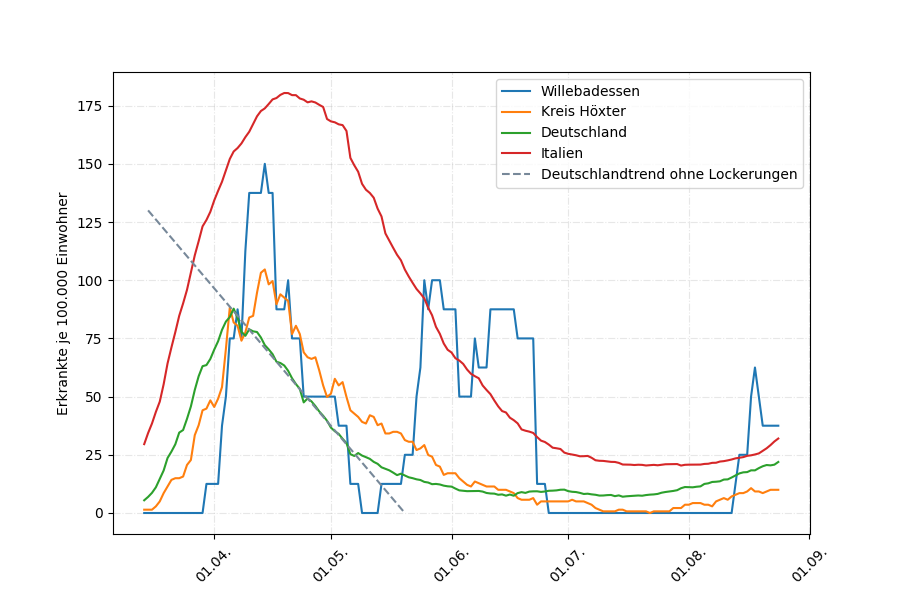 Erkrankte je 100.000 Einwohner
175
150
125
100
75
50
25
0
Willebadessen
Kreis Höxter
Deutschland
Italien
Deutschlandtrend ohne Lockerungen
01.04.
01.05.
01.06.
01.07.
01.08.
01.09.